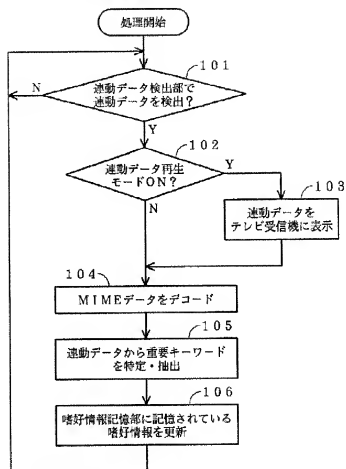 処理開始
101
連動データ検出部で
連動データを検出？
N
Y
102
連動データ再生
モードON？
Y
N
103
連動データを
テレビ受信機に表示
104
MIMEデータをデコード
105
連動データから重要キーワード
を特定・抽出
106
嗜好情報記憶部に記憶されている
嗜好情報を更新